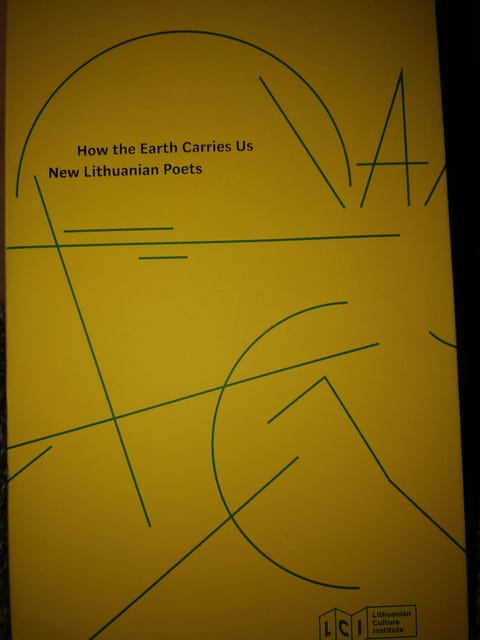 How the Earth Carries Us
New Lithuanian Poets
LCI
Lithuanian
Culture
Institute